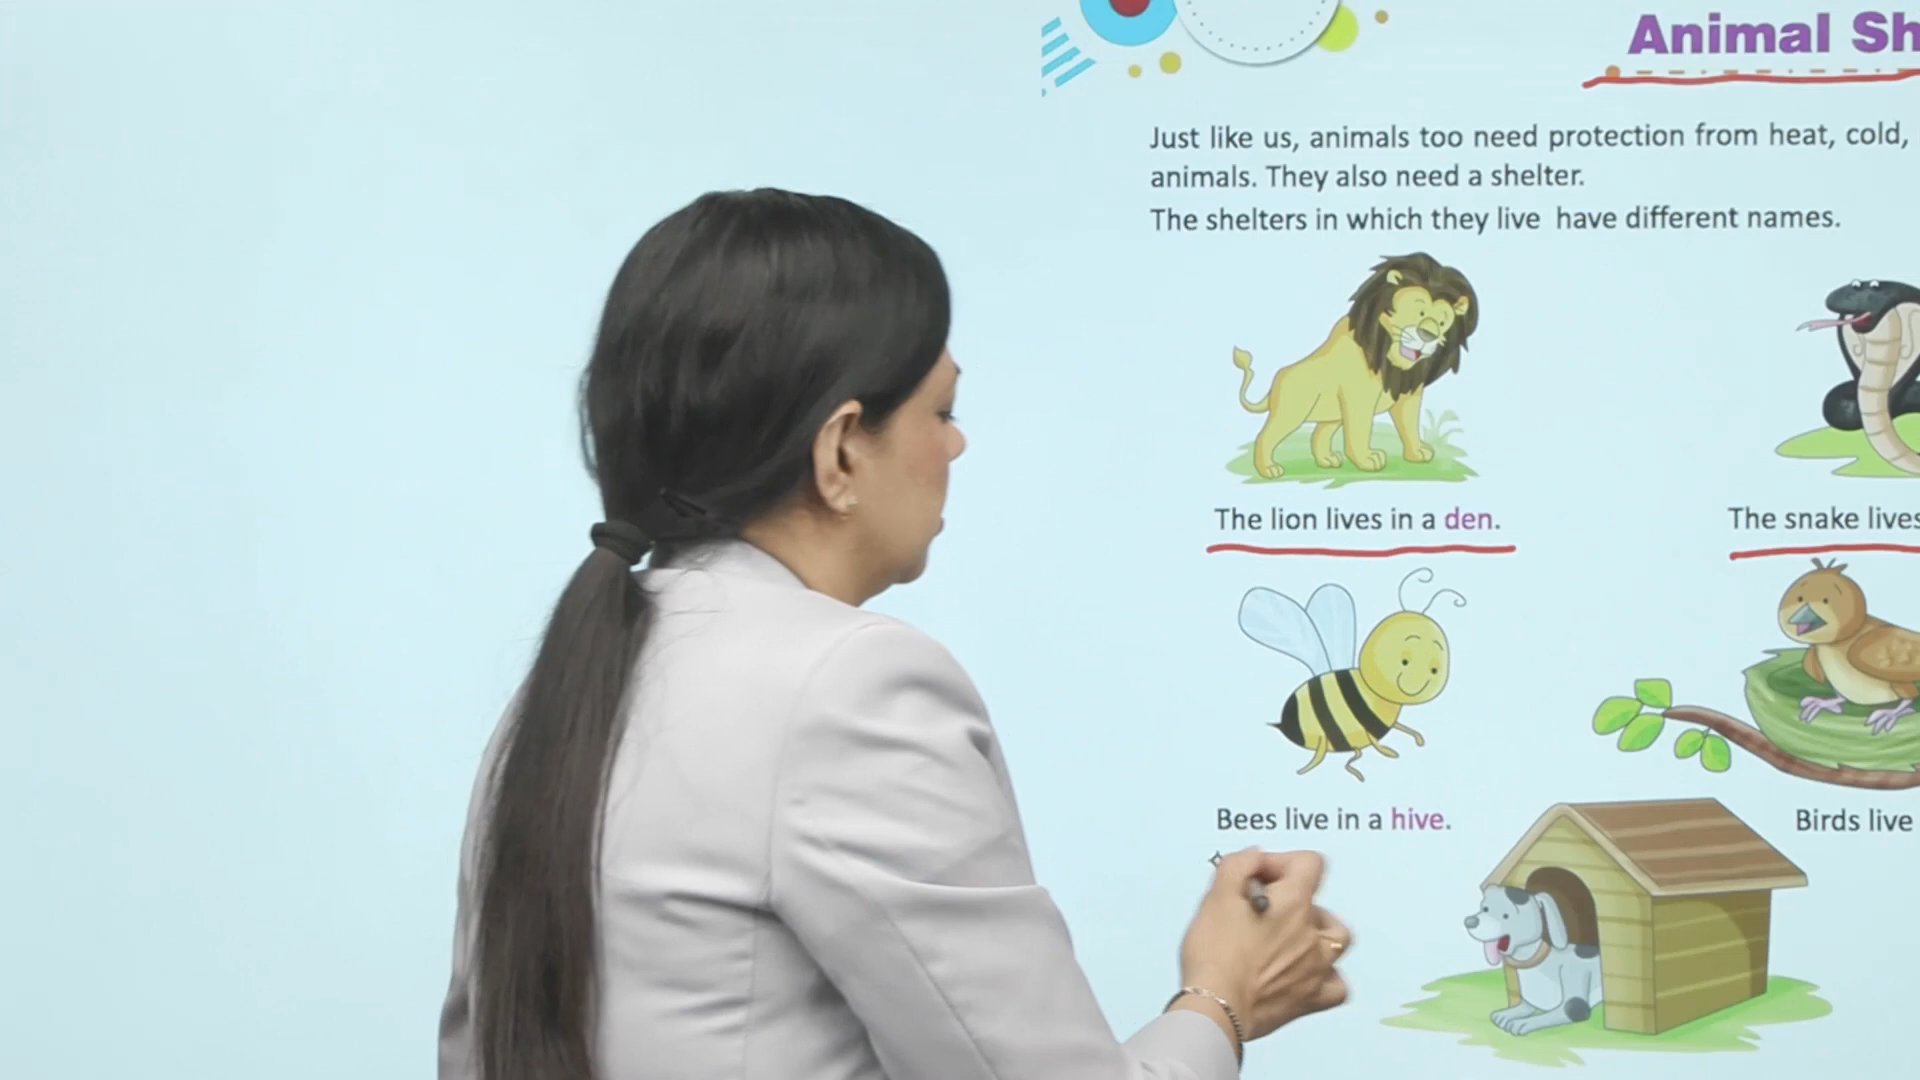 Animal Sh
Just like us, animals too need protection from heat, cold,
animals. They also need a shelter.
The shelters in which they live have different names.
The lion lives in a den.
The snake lives
Bees live in a hive.
Birds live